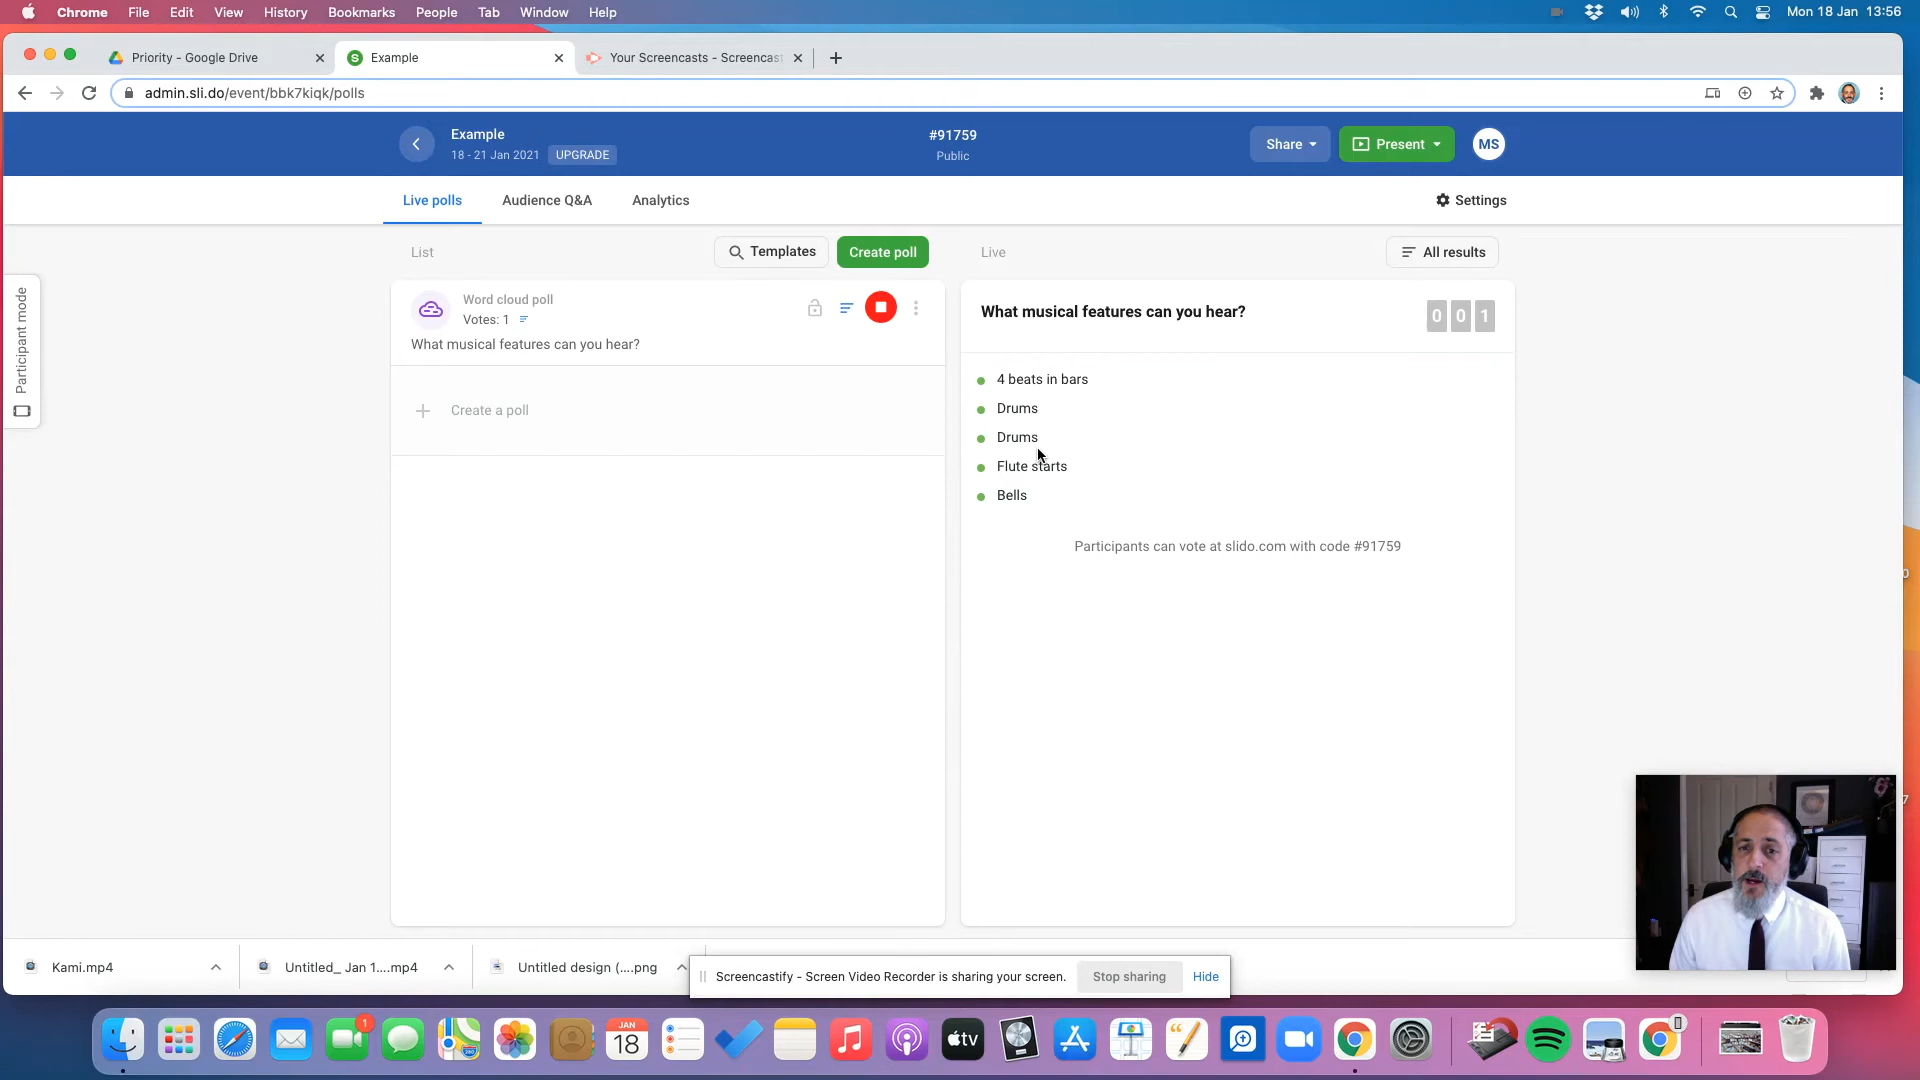 Chrome File Edit View History Bookmarks People Tab Window Help
Mon 18 Jan 13:56
Priority - Google Drive
Example
Your Screencasts - Screencast
admin.sli.do/event/bbk7kiqk/polls
Example
18 - 21 Jan 2021 UPGRADE
#91759
Public
Share
Present
MS
Live polls Audience Q&A Analytics
Settings
Participant mode
List
Templates
Create poll
Live
All results
Word cloud poll
Votes: 1
What musical features can you hear?
Create a poll
What musical features can you hear?
0 0 1
4 beats in bars
Drums
Drums
Flute starts
Bells
Participants can vote at slido.com with code #91759
Kami.mp4
Untitled_ Jan 1....mp4
Untitled design (....png
Screencastify - Screen Video Recorder is sharing your screen.
Stop sharing
Hide
1
JAN
18
tv